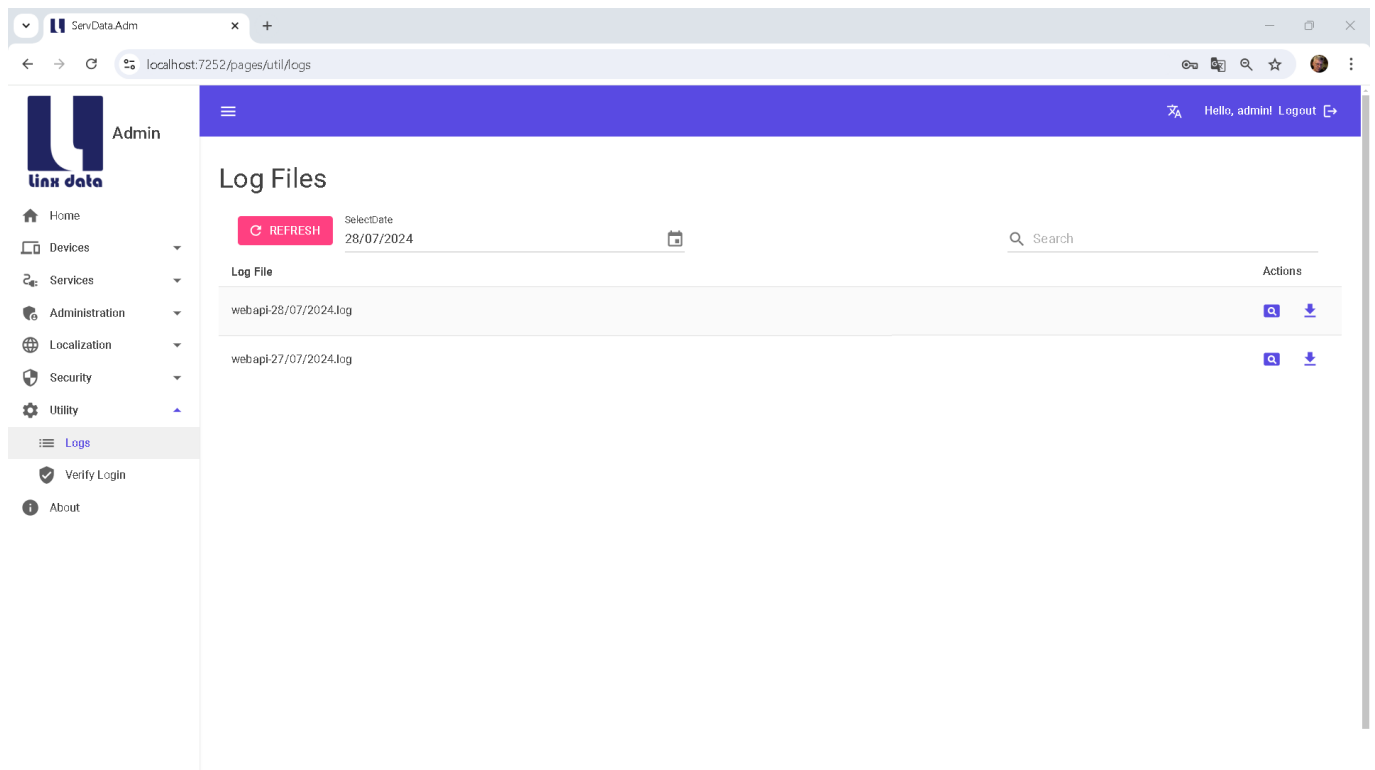 ServData.Adm
localhost:7252/pages/util/logs
Admin
linx data
Hello, admin! Logout
Home
Devices
Services
Administration
Localization
Security
Utility
Logs
Verify Login
About
Log Files
REFRESH
SelectDate
28/07/2024
Search
Log File Actions
webapi-28/07/2024.log
webapi-27/07/2024.log